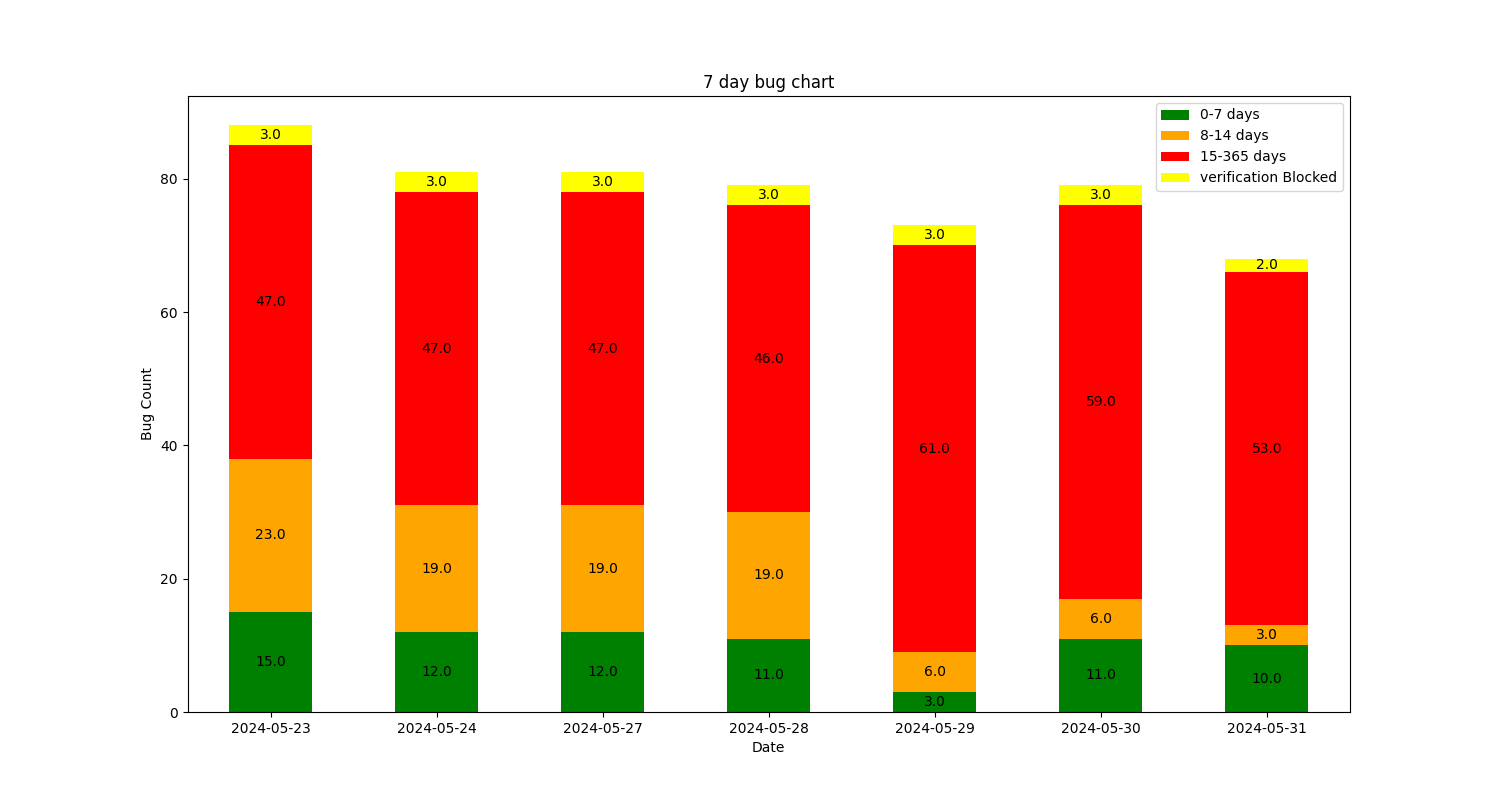 7 day bug chart
0-7 days
8-14 days
15-365 days
verification Blocked
Bug Count
80
60
40
20
0
3.0 3.0 3.0 3.0 3.0 3.0 2.0
47.0 47.0 47.0 46.0 61.0 59.0 53.0
23.0 19.0 19.0 19.0 6.0 6.0 3.0
15.0 12.0 12.0 11.0 3.0 11.0 10.0
2024-05-23 2024-05-24 2024-05-27 2024-05-28 2024-05-29 2024-05-30 2024-05-31
Date